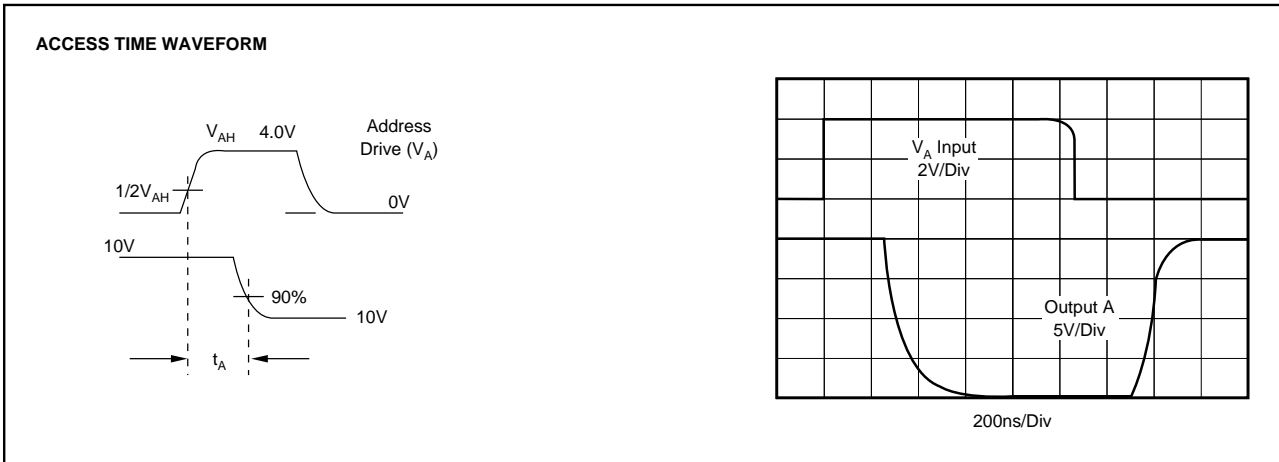 ACCESS TIME WAVEFORM
V_AH 4.0V
Address
Drive (V_A)
1/2V_AH
0V
10V
90%
10V
t_A
V_A Input
2V/Div
Output A
5V/Div
200ns/Div